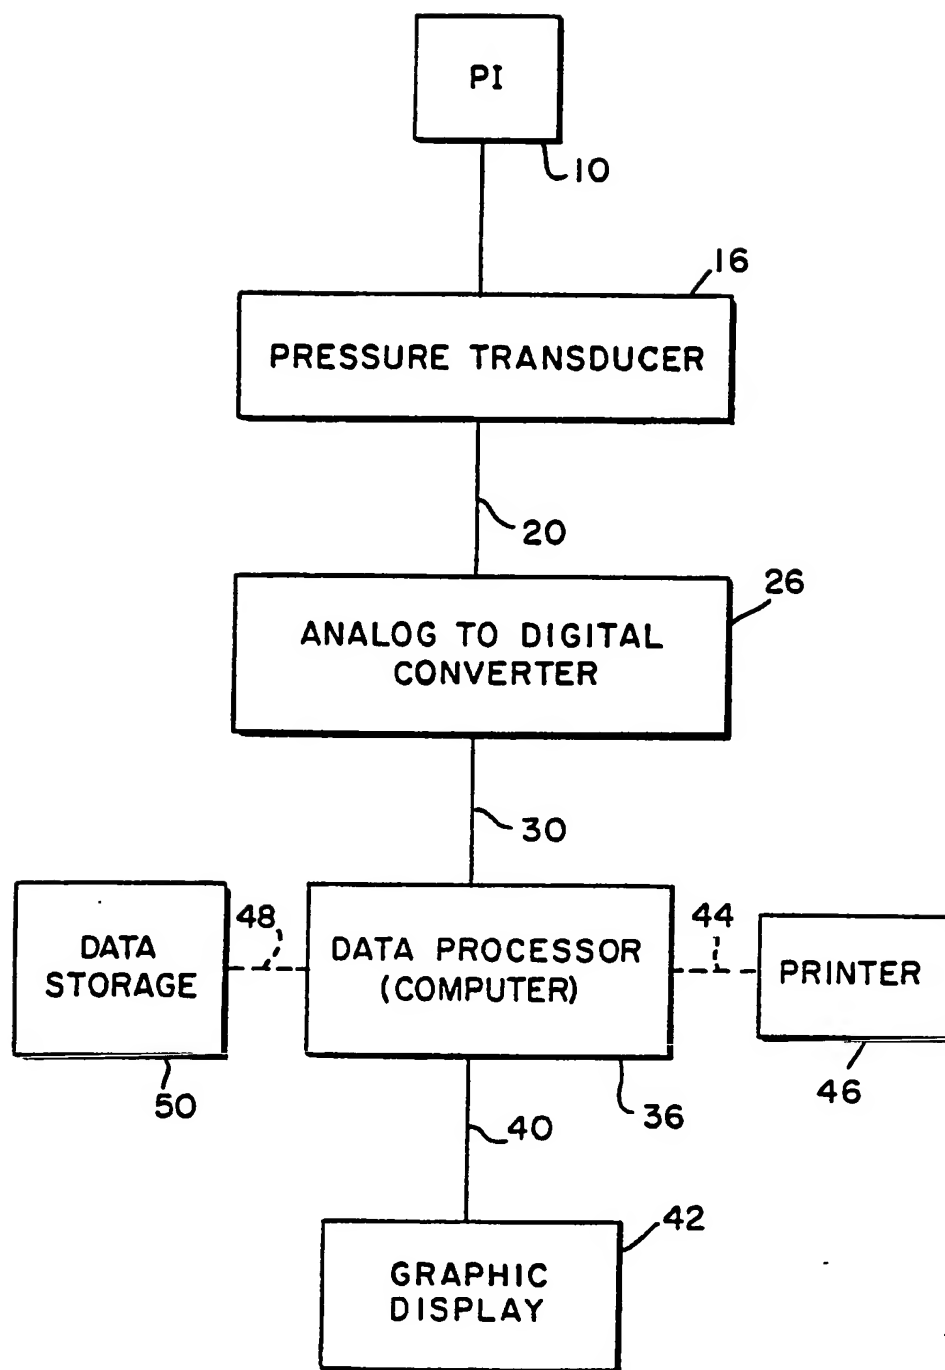 PI
10
16
PRESSURE TRANSDUCER
20
26
ANALOG TO DIGITAL
CONVERTER
30
48
44
DATA
STORAGE
DATA PROCESSOR
(COMPUTER)
PRINTER
50
36
46
40
42
GRAPHIC
DISPLAY